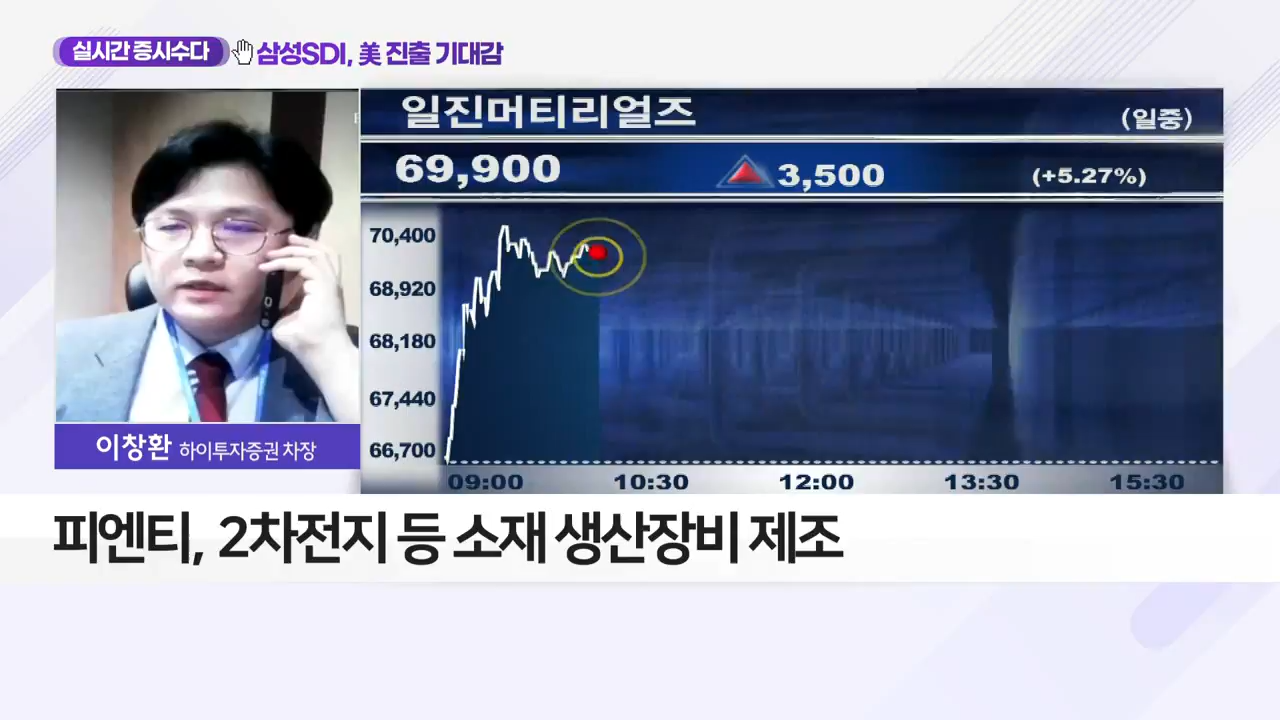 실시간 증시수다 삼성SDI, 美 진출 기대감
일진머티리얼즈 (일중)
69,900 3,500 (+5.27%)
70,400
68,920
68,180
67,440
66,700
09:00 10:30 12:00 13:30 15:30
이창환 하이투자증권 차장
피엔티, 2차전지 등 소재 생산장비 제조